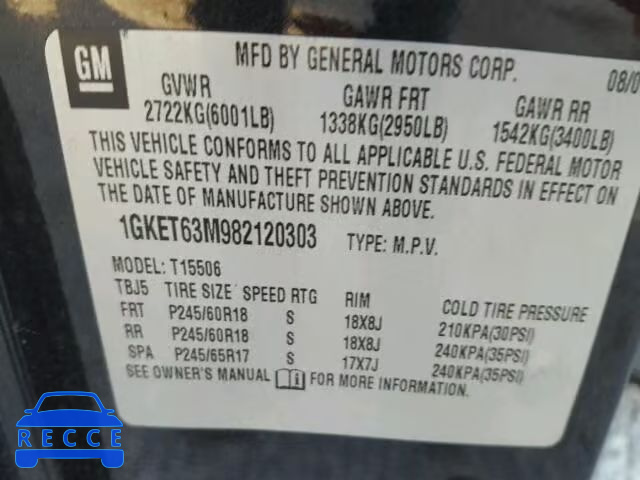 GM
MFD BY GENERAL MOTORS CORP. 08/0
GVWR GAWR FRT GAWR RR
2722KG(6001LB) 1338KG(2950LB) 1542KG(3400LB)
THIS VEHICLE CONFORMS TO ALL APPLICABLE U.S. FEDERAL MOTOR
VEHICLE SAFETY AND THEFT PREVENTION STANDARDS IN EFFECT ON
THE DATE OF MANUFACTURE SHOWN ABOVE.
1GKET63M982120303 TYPE: M.P.V.
MODEL: T15506
TBJ5 TIRE SIZE SPEED RTG RIM COLD TIRE PRESSURE
FRT P245/60R18 S 18X8J 210KPA(30PSI)
RR P245/60R18 S 18X8J 240KPA(35PSI)
SPA P245/65R17 S 17X7J 240KPA(35PSI)
SEE OWNER'S MANUAL FOR MORE INFORMATION.
RECCE